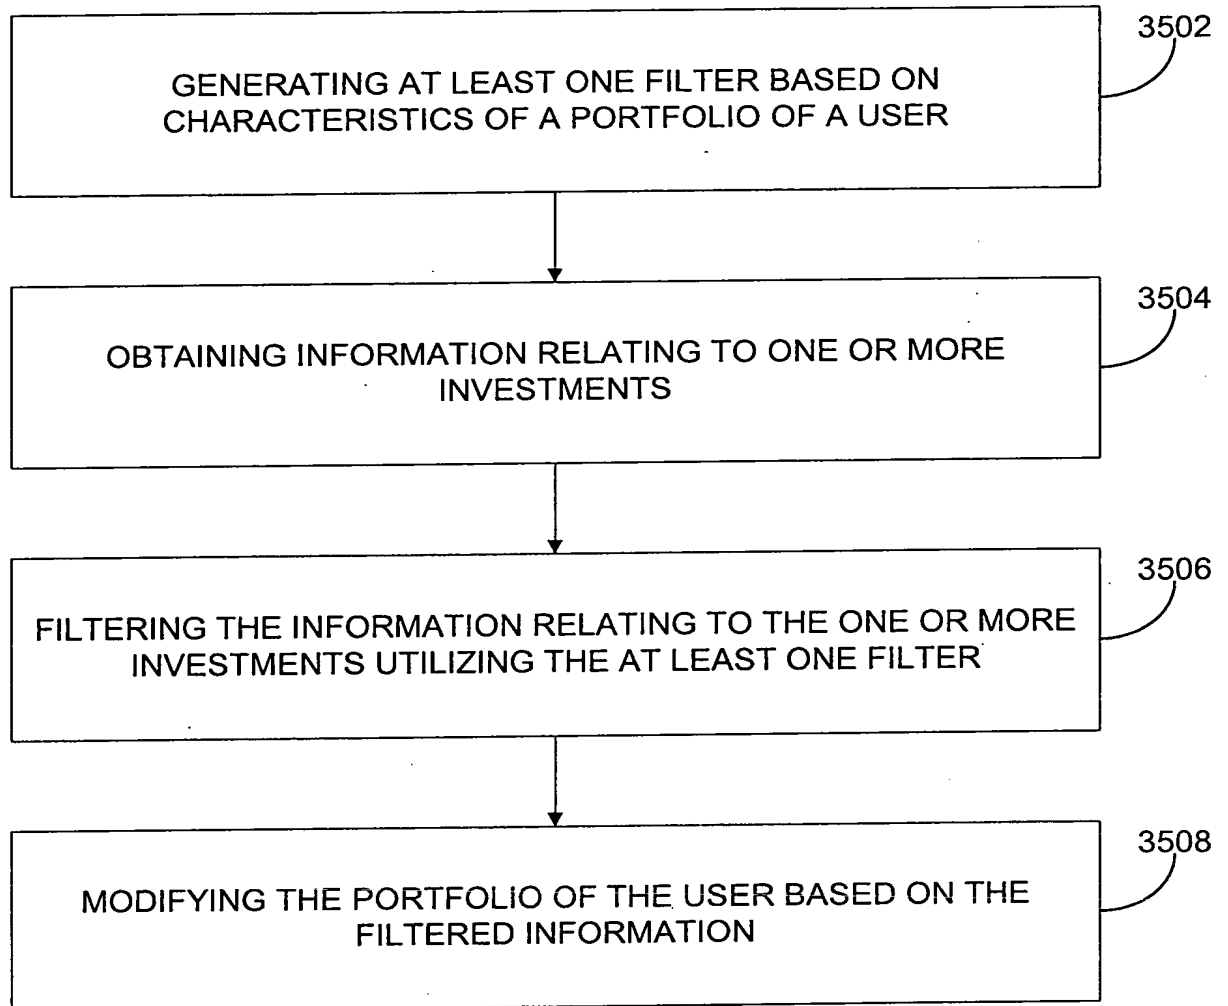 3502
GENERATING AT LEAST ONE FILTER BASED ON
CHARACTERISTICS OF A PORTFOLIO OF A USER
3504
OBTAINING INFORMATION RELATING TO ONE OR MORE
INVESTMENTS
3506
FILTERING THE INFORMATION RELATING TO THE ONE OR MORE
INVESTMENTS UTILIZING THE AT LEAST ONE FILTER
3508
MODIFYING THE PORTFOLIO OF THE USER BASED ON THE
FILTERED INFORMATION